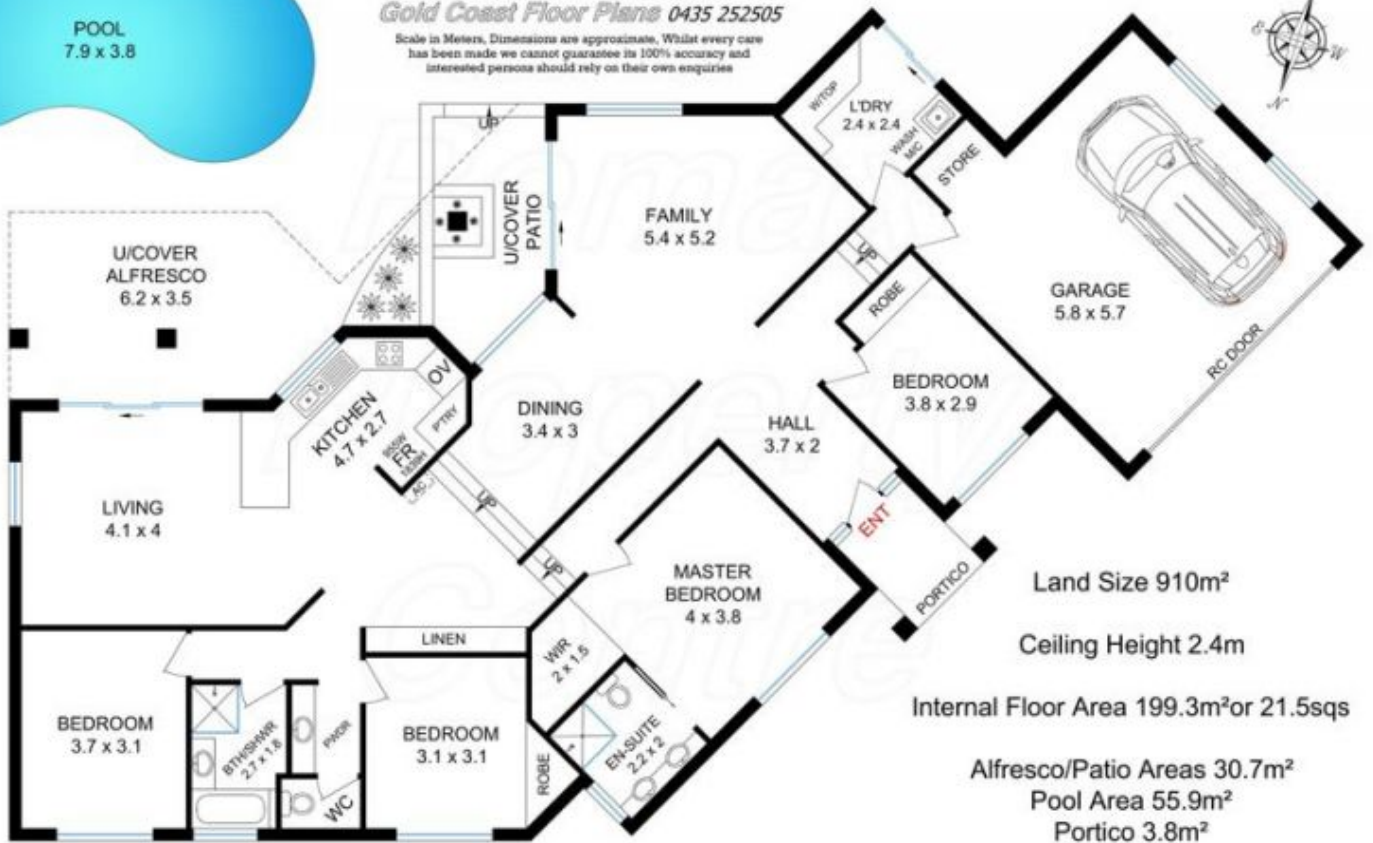 POOL
7.9 x 3.8
Gold Coast Floor Plans 0435 252505
Scale in Meters, Dimensions are approximate, Whilst every care
has been made we cannot guarantee its 100% accuracy and
interested persons should rely on their own enquiries
E
W
N
UP
W/TOP
L'DRY
2.4 x 2.4
WASH
M/C
STORE
U/COVER
PATIO
FAMILY
5.4 x 5.2
UP
U/COVER
ALFRESCO
6.2 x 3.5
ROBE
GARAGE
5.8 x 5.7
RC DOOR
OV
PTRY
KITCHEN
4.7 x 2.7
955W
FR
1839H
AC
DINING
3.4 x 3
BEDROOM
3.8 x 2.9
HALL
3.7 x 2
UP
LIVING
4.1 x 4
ENT
UP
MASTER
BEDROOM
4 x 3.8
PORTICO
Land Size 910m²
LINEN
WIR
2 x 1.5
Ceiling Height 2.4m
BEDROOM
3.7 x 3.1
BTH/SHWR
2.7 x 1.8
PWDR
WC
BEDROOM
3.1 x 3.1
ROBE
EN-SUITE
2.2 x 2
Internal Floor Area 199.3m²or 21.5sqs
Alfresco/Patio Areas 30.7m²
Pool Area 55.9m²
Portico 3.8m²
Remax
Property
Centre